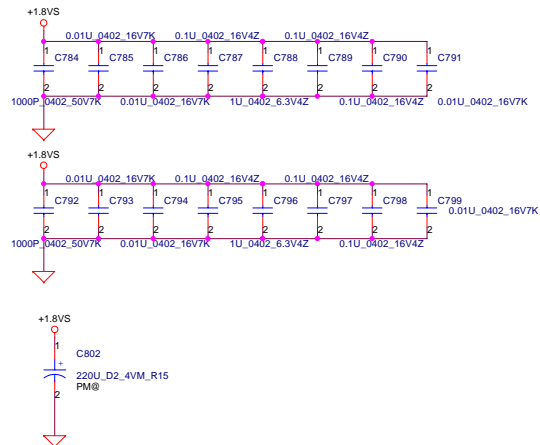 +1.8VS
0.01U_0402_16V7K 0.1U_0402_16V4Z 0.1U_0402_16V4Z
1 1 1 1 1 1 1 1
C784 C785 C786 C787 C788 C789 C790 C791
2 2 2 2 2 2 2 2
1000P_0402_50V7K 0.01U_0402_16V7K 1U_0402_6.3V4Z 0.1U_0402_16V4Z 0.01U_0402_16V7K
+1.8VS
0.01U_0402_16V7K 0.1U_0402_16V4Z 0.1U_0402_16V4Z
1 1 1 1 1 1 1 1
C792 C793 C794 C795 C796 C797 C798 C799
0.01U_0402_16V7K
2 2 2 2 2 2 2 2
1000P_0402_50V7K 0.01U_0402_16V7K 1U_0402_6.3V4Z 0.1U_0402_16V4Z
+1.8VS
1
C802
+
220U_D2_4VM_R15
PM@
2